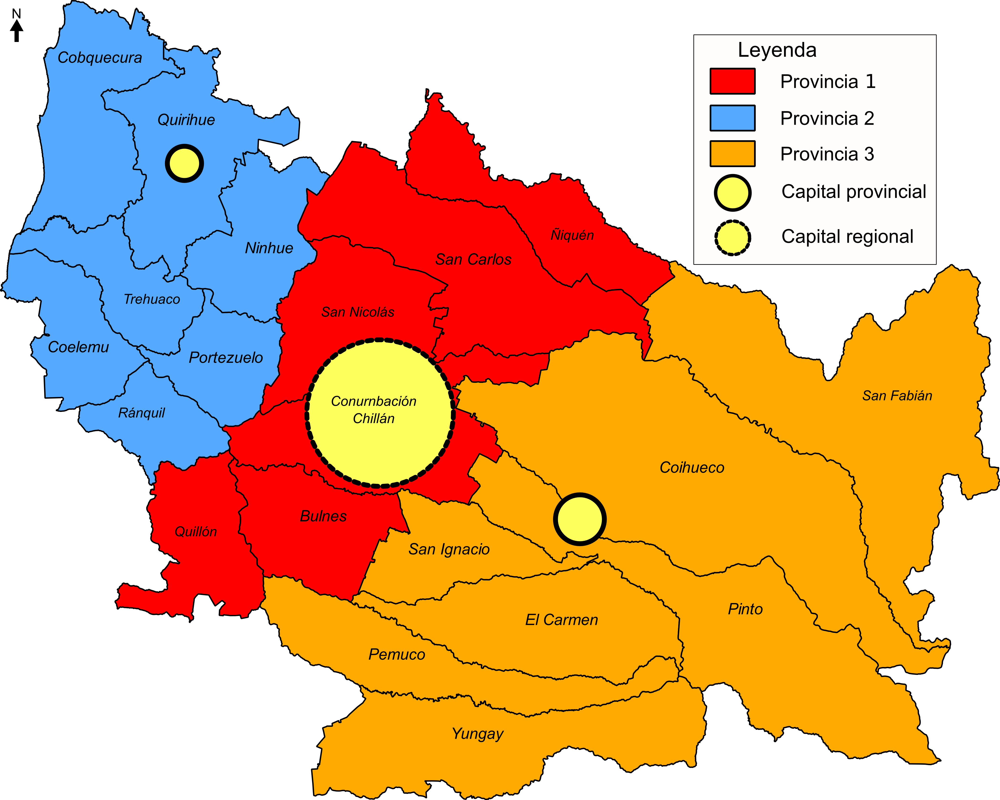 N
Leyenda
Provincia 1
Provincia 2
Provincia 3
Capital provincial
Capital regional
Cobquecura
Quirihue
Ninhue
Ñiquén
San Carlos
Trehuaco
San Nicolás
Coelemu
Portezuelo
San Fabián
Conurnbación
Chillán
Ránquil
Coihueco
Bulnes
Quillón
San Ignacio
Pinto
El Carmen
Pemuco
Yungay